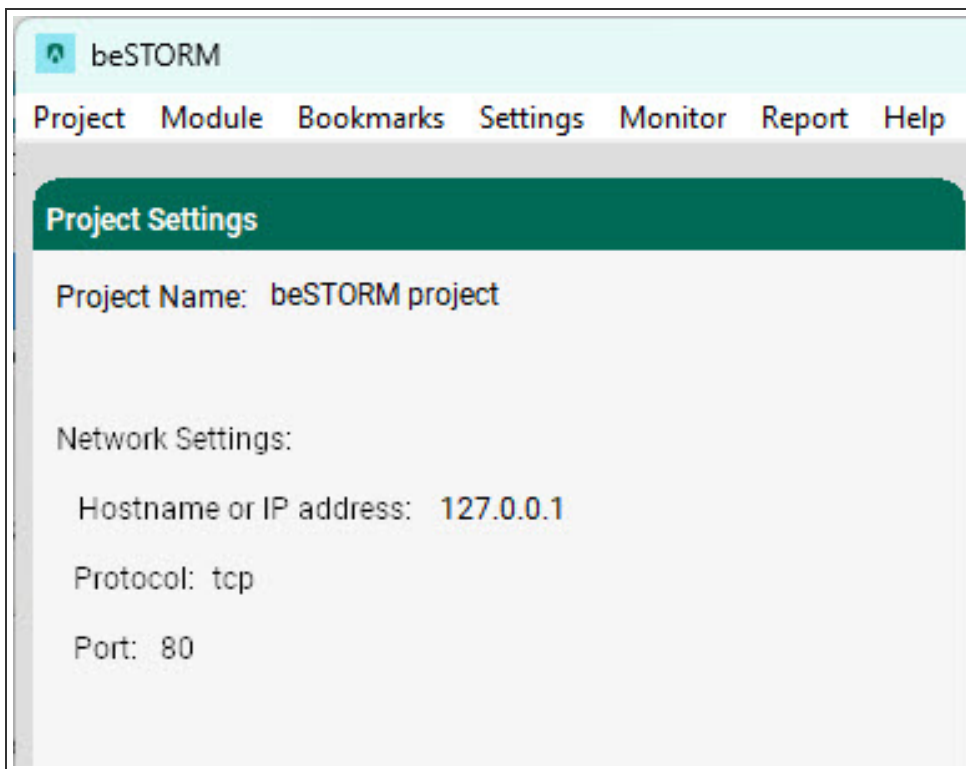 beSTORM
Project Module Bookmarks Settings Monitor Report Help
Project Settings
Project Name: beSTORM project
Network Settings:
Hostname or IP address: 127.0.0.1
Protocol: tcp
Port: 80